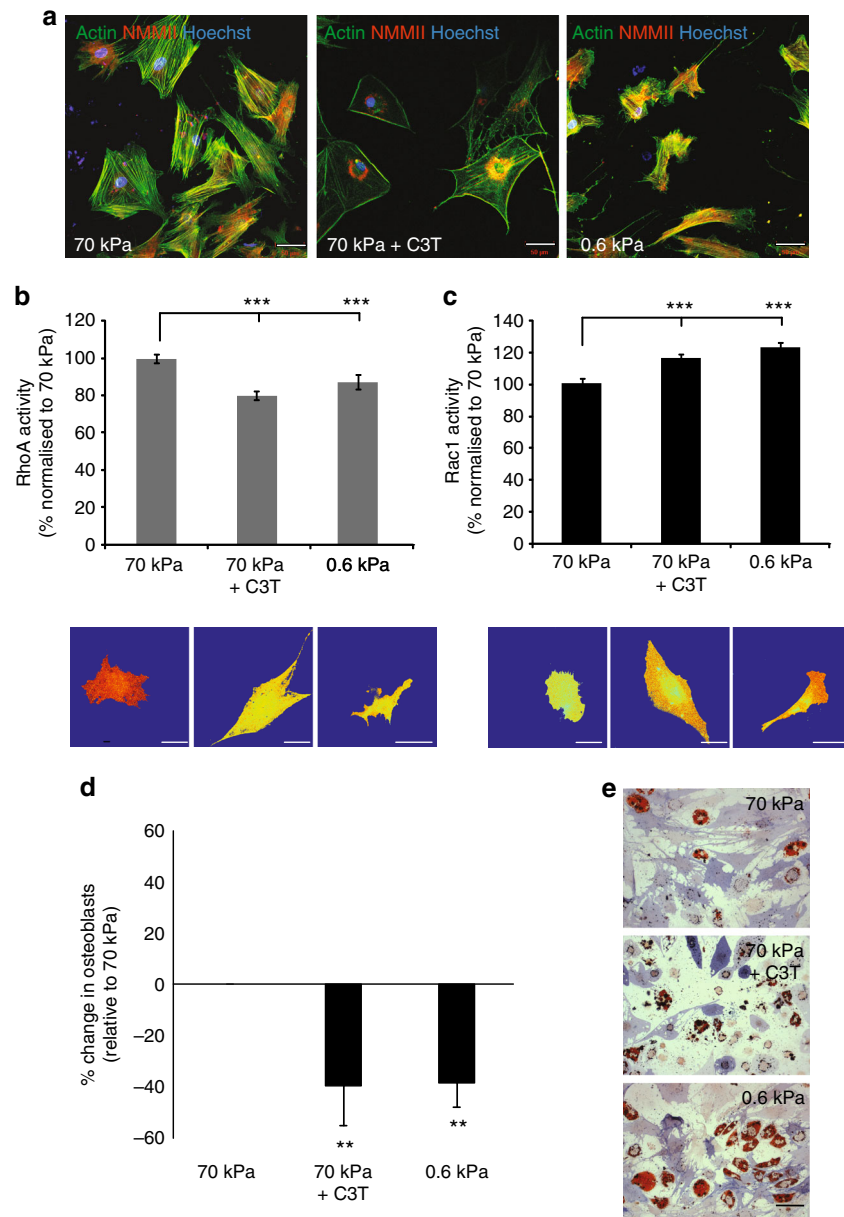 a
Actin NMMII Hoechst
70 kPa
Actin NMMII Hoechst
70 kPa + C3T
50 µm
Actin NMMII Hoechst
0.6 kPa
b
*** ***
RhoA activity
(% normalised to 70 kPa)
120
100
80
60
40
20
0
70 kPa
70 kPa
+ C3T
0.6 kPa
c
*** ***
Rac1 activity
(% normalised to 70 kPa)
140
120
100
80
60
40
20
0
70 kPa
70 kPa
+ C3T
0.6 kPa
d
% change in osteoblasts
(relative to 70 kPa)
60
40
20
0
−20
−40
−60
**
**
70 kPa
70 kPa
+ C3T
0.6 kPa
e
70 kPa
70 kPa
+ C3T
0.6 kPa